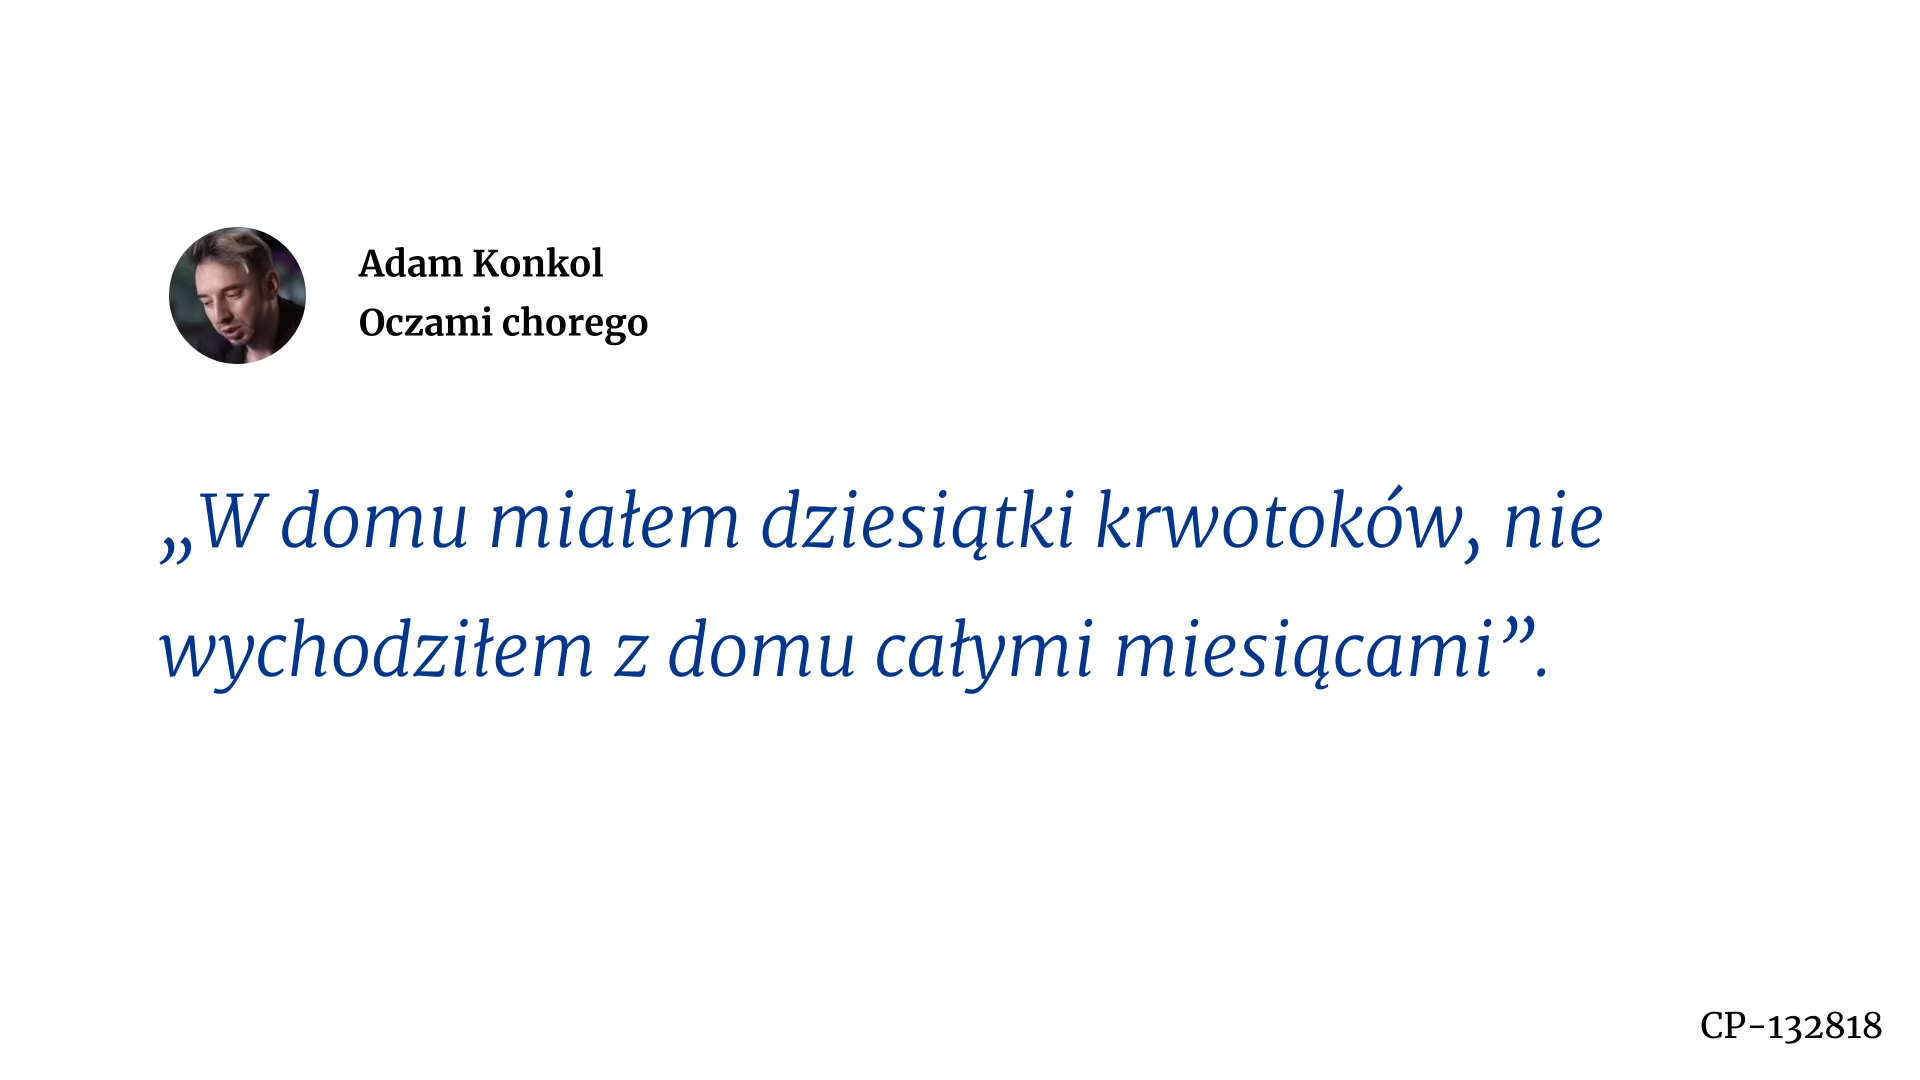 Adam Konkol
Oczami chorego
„W domu miałem dziesiątki krwotoków, nie
wychodziłem z domu całymi miesiącami”.
CP-132818